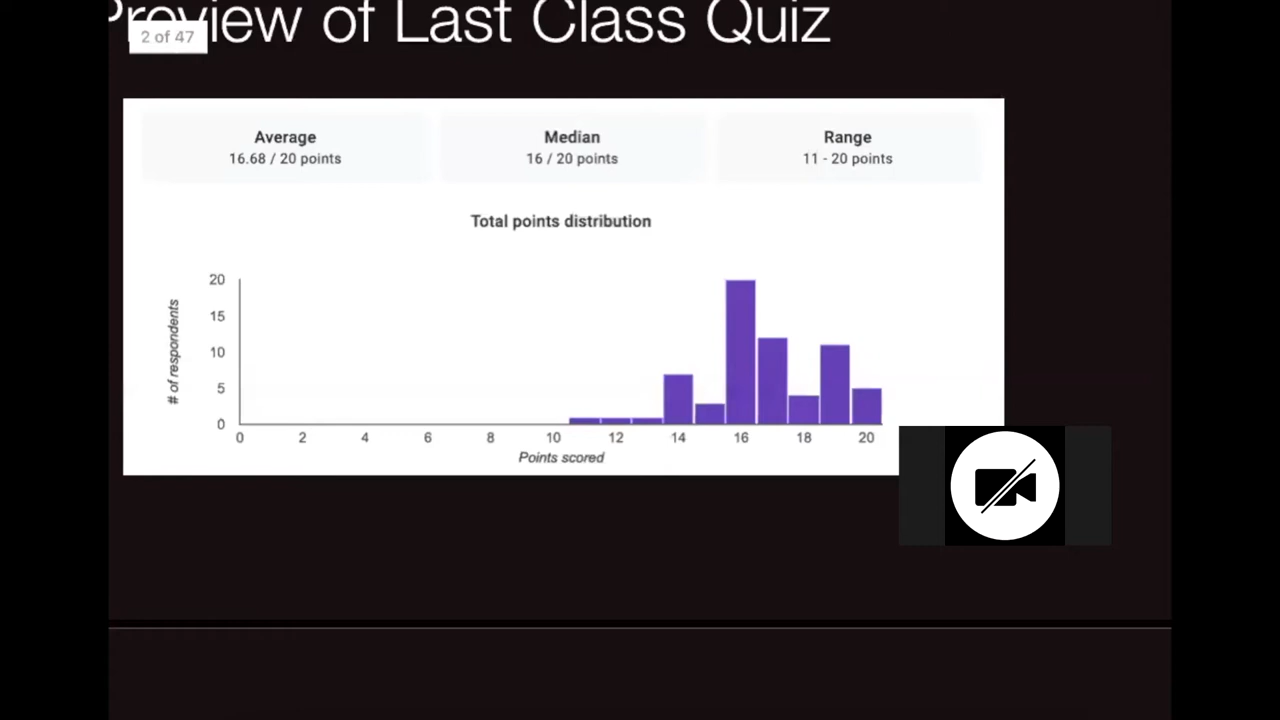 Preview of Last Class Quiz
2 of 47
Average
16.68 / 20 points
Median
16 / 20 points
Range
11 - 20 points
Total points distribution
# of respondents
20
15
10
5
0
0 2 4 6 8 10 12 14 16 18 20
Points scored